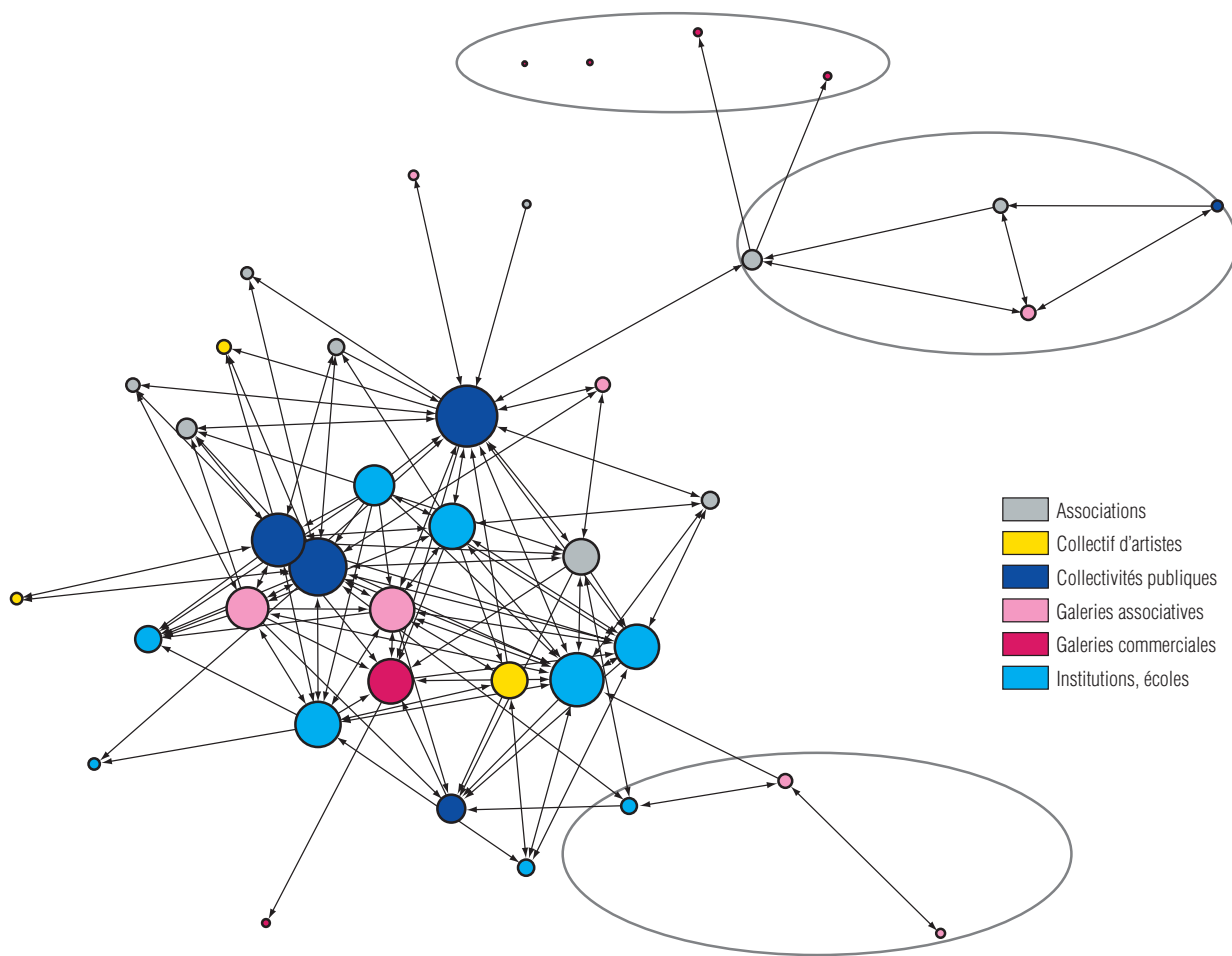 Associations
Collectif d'artistes
Collectivités publiques
Galeries associatives
Galeries commerciales
Institutions, écoles